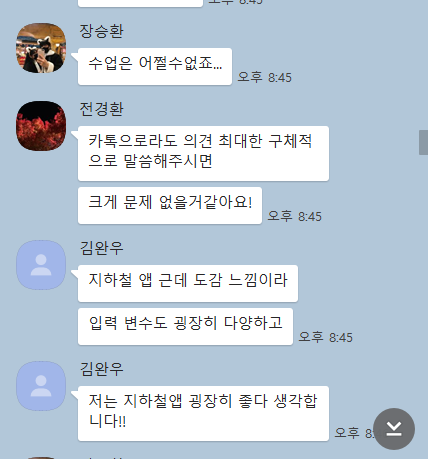 오후 8:45
장승환
수업은 어쩔수없죠...
오후 8:45
전경환
카톡으로라도 의견 최대한 구체적
으로 말씀해주시면
크게 문제 없을거같아요!
오후 8:45
김완우
지하철 앱 근데 도감 느낌이라
입력 변수도 굉장히 다양하고
오후 8:45
김완우
저는 지하철앱 굉장히 좋다 생각합
니다!!
오후 8: